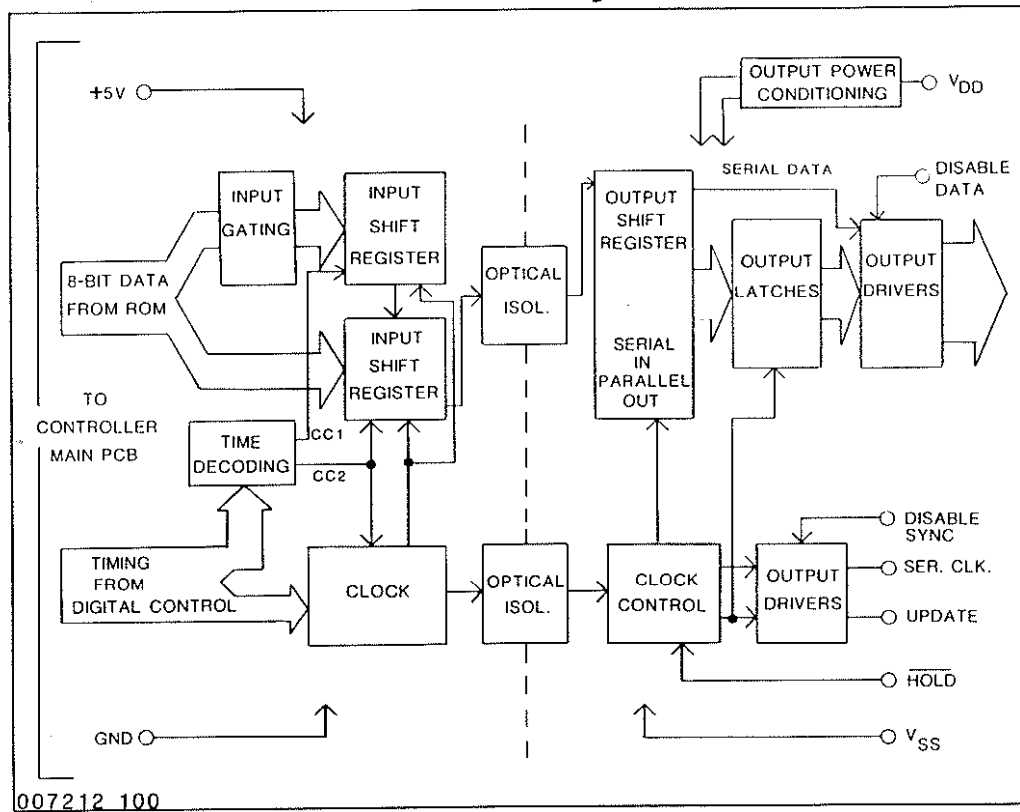 OUTPUT POWER
CONDITIONING
VDD
+5V
SERIAL DATA
DISABLE
DATA
INPUT
GATING
INPUT
SHIFT
REGISTER
OUTPUT
SHIFT
REGISTER
SERIAL
IN
PARALLEL
OUT
8-BIT DATA
FROM ROM
OPTICAL
ISOL.
OUTPUT
LATCHES
OUTPUT
DRIVERS
INPUT
SHIFT
REGISTER
TO
CONTROLLER
MAIN PCB
TIME
DECODING
CC1
CC2
DISABLE
SYNC
TIMING
FROM
DIGITAL CONTROL
CLOCK
OPTICAL
ISOL.
CLOCK
CONTROL
OUTPUT
DRIVERS
SER. CLK.
UPDATE
HOLD
GND
VSS
007212 100